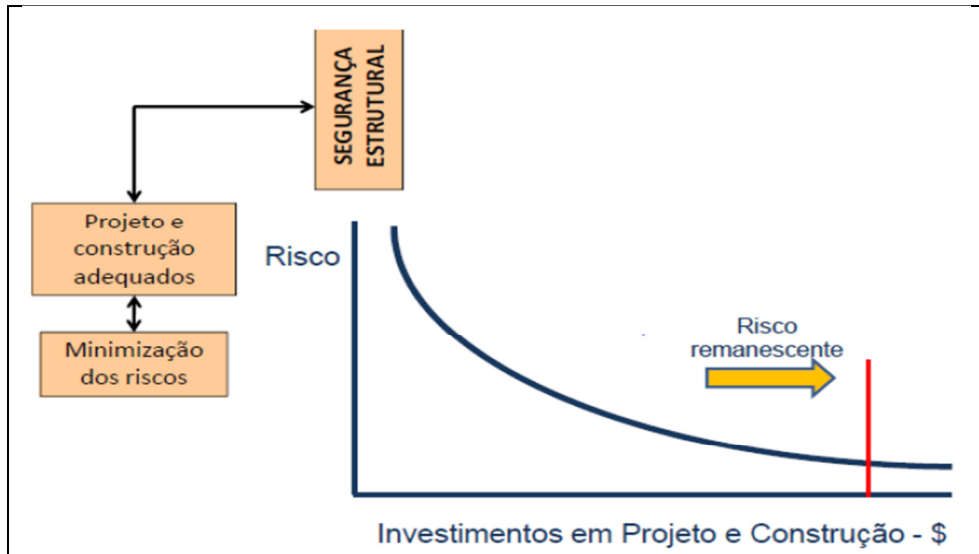 SEGURANÇA
ESTRUTURAL
Projeto e
construção
adequados
Minimização
dos riscos
Risco
Risco
remanescente
Investimentos em Projeto e Construção - $